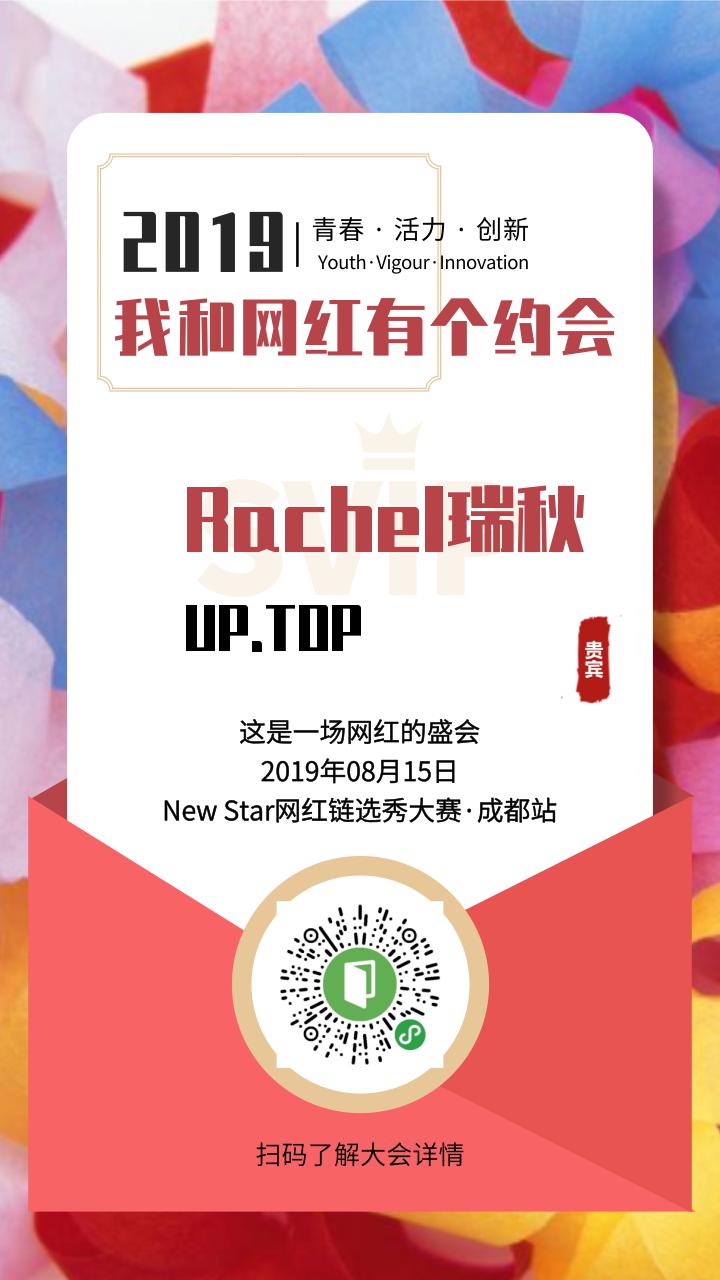 2019
青春 · 活力 · 创新
Youth·Vigour·Innovation
我和网红有个约会
SVIP
Rachel瑞秋
UP.TOP
贵宾
这是一场网红的盛会
2019年08月15日
New Star网红链选秀大赛·成都站
扫码了解大会详情